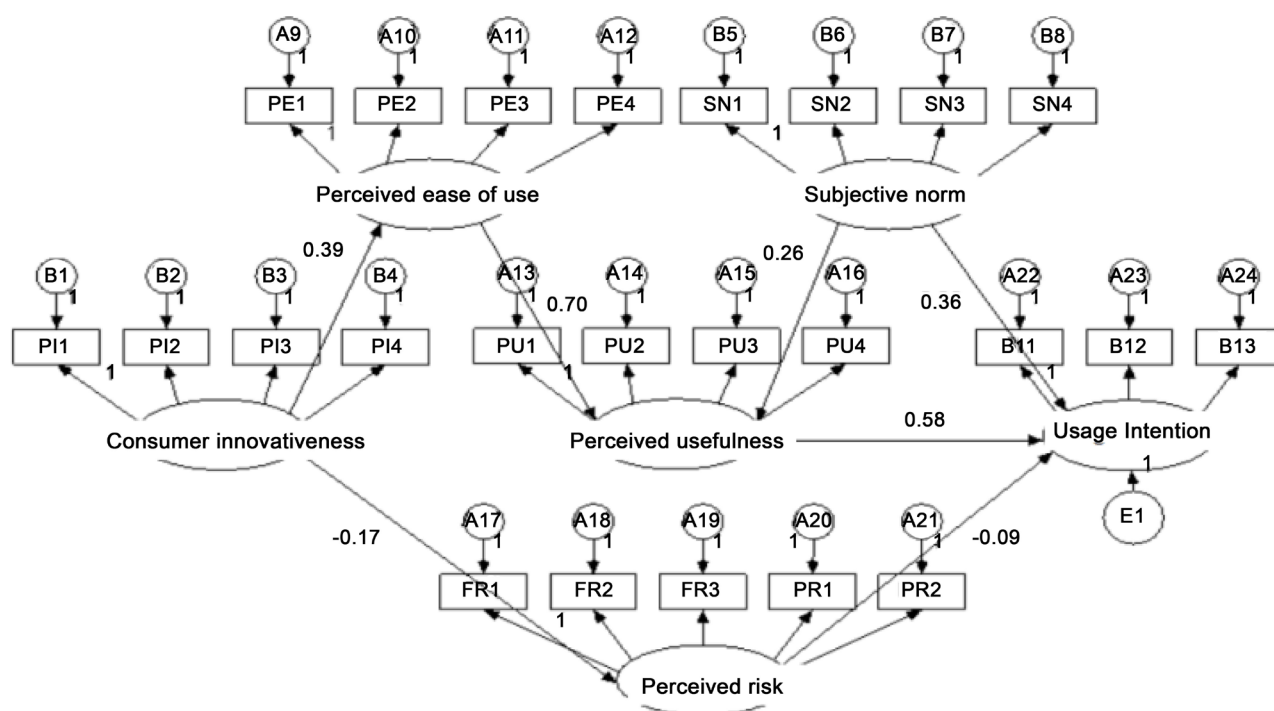 A9 A10 A11 A12 B5 B6 B7 B8
1 1 1 1 1 1 1 1
PE1 PE2 PE3 PE4 SN1 SN2 SN3 SN4
1 1
Perceived ease of use Subjective norm
0.39 0.26
B1 B2 B3 B4 A13 A14 A15 A16 A22 A23 A24
1 1 1 1 1 1 1 1 1 1 1
0.70 0.36
PI1 PI2 PI3 PI4 PU1 PU2 PU3 PU4 B11 B12 B13
1 1 1
0.58
Consumer innovativeness Perceived usefulness Usage Intention
1
A17 A18 A19 A20 A21 E1
-0.17 1 1 1 1 1 -0.09
FR1 FR2 FR3 PR1 PR2
1
Perceived risk